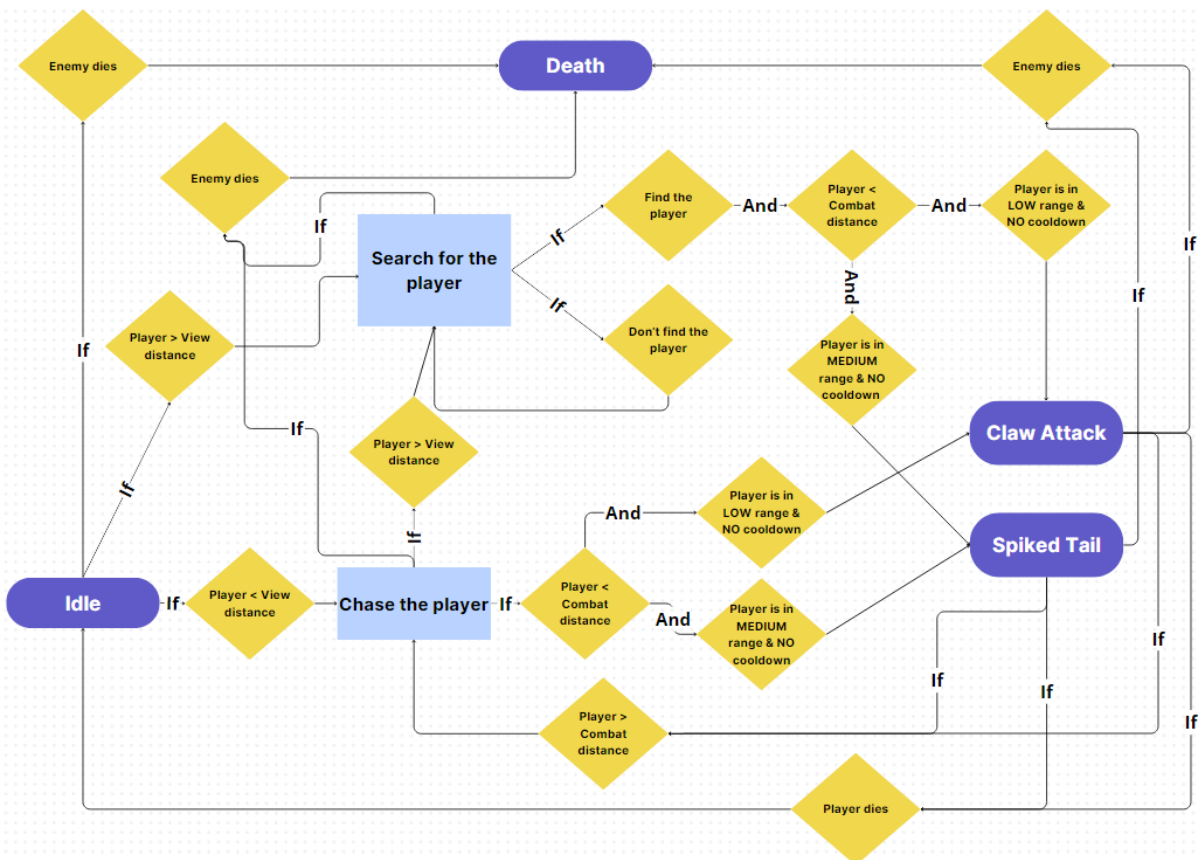 Enemy dies
Death
Enemy dies
Enemy dies
If
Search for the
player
If
Find the
player
And
Player <
Combat
distance
And
Player is in
LOW range &
NO cooldown
If
And
If
Don't find the
player
If
If
Player > View
distance
Player is in
MEDIUM
range & NO
cooldown
If
If
Player > View
distance
Claw Attack
If
And
Player is in
LOW range &
NO cooldown
If
Spiked Tail
Idle
If
Player < View
distance
Chase the player
If
Player <
Combat
distance
And
Player is in
MEDIUM
range & NO
cooldown
If
If
If
Player >
Combat
distance
If
Player dies